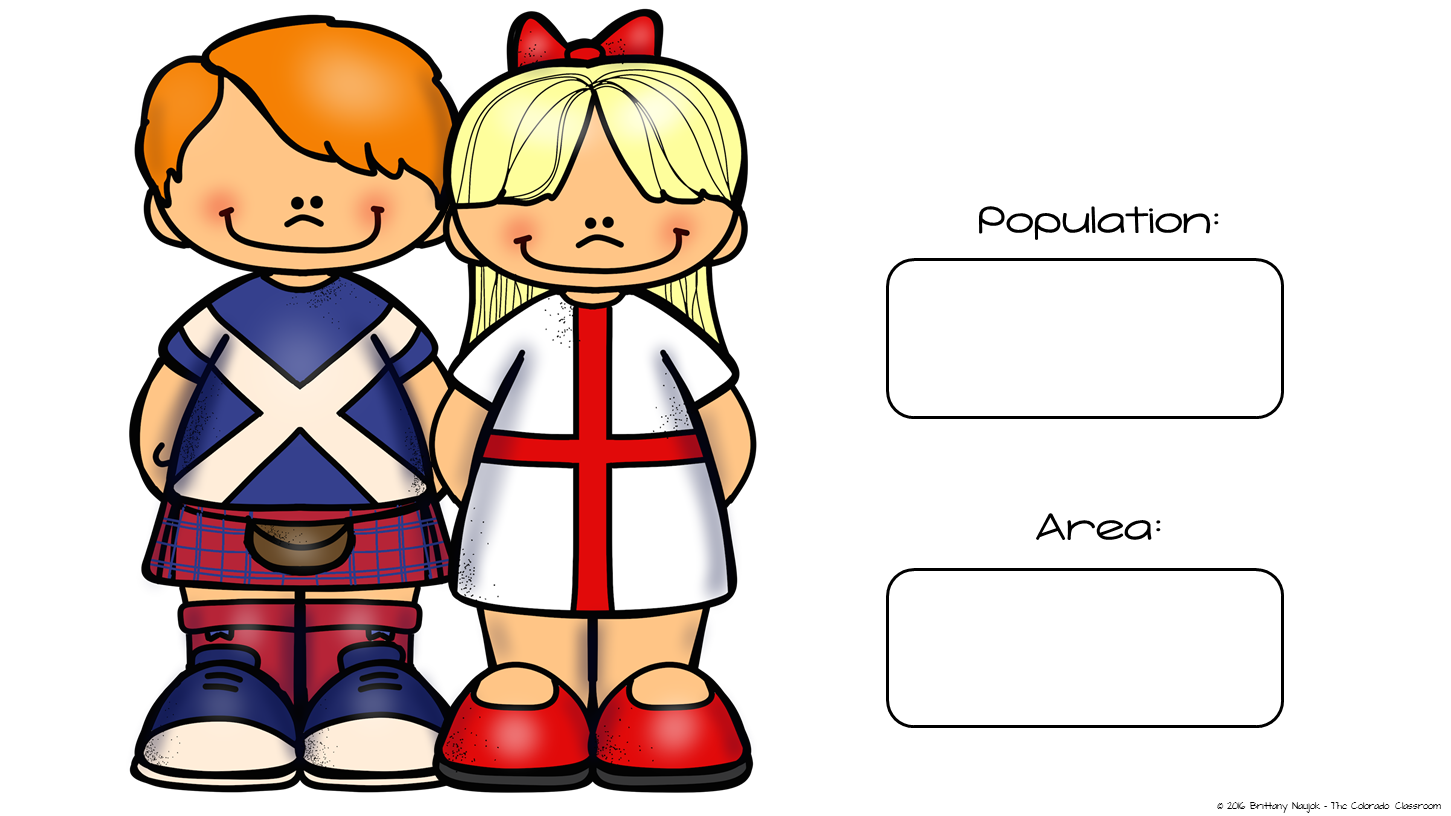 Population:
Area:
© 2016 Brittany Naujok - The Colorado Classroom